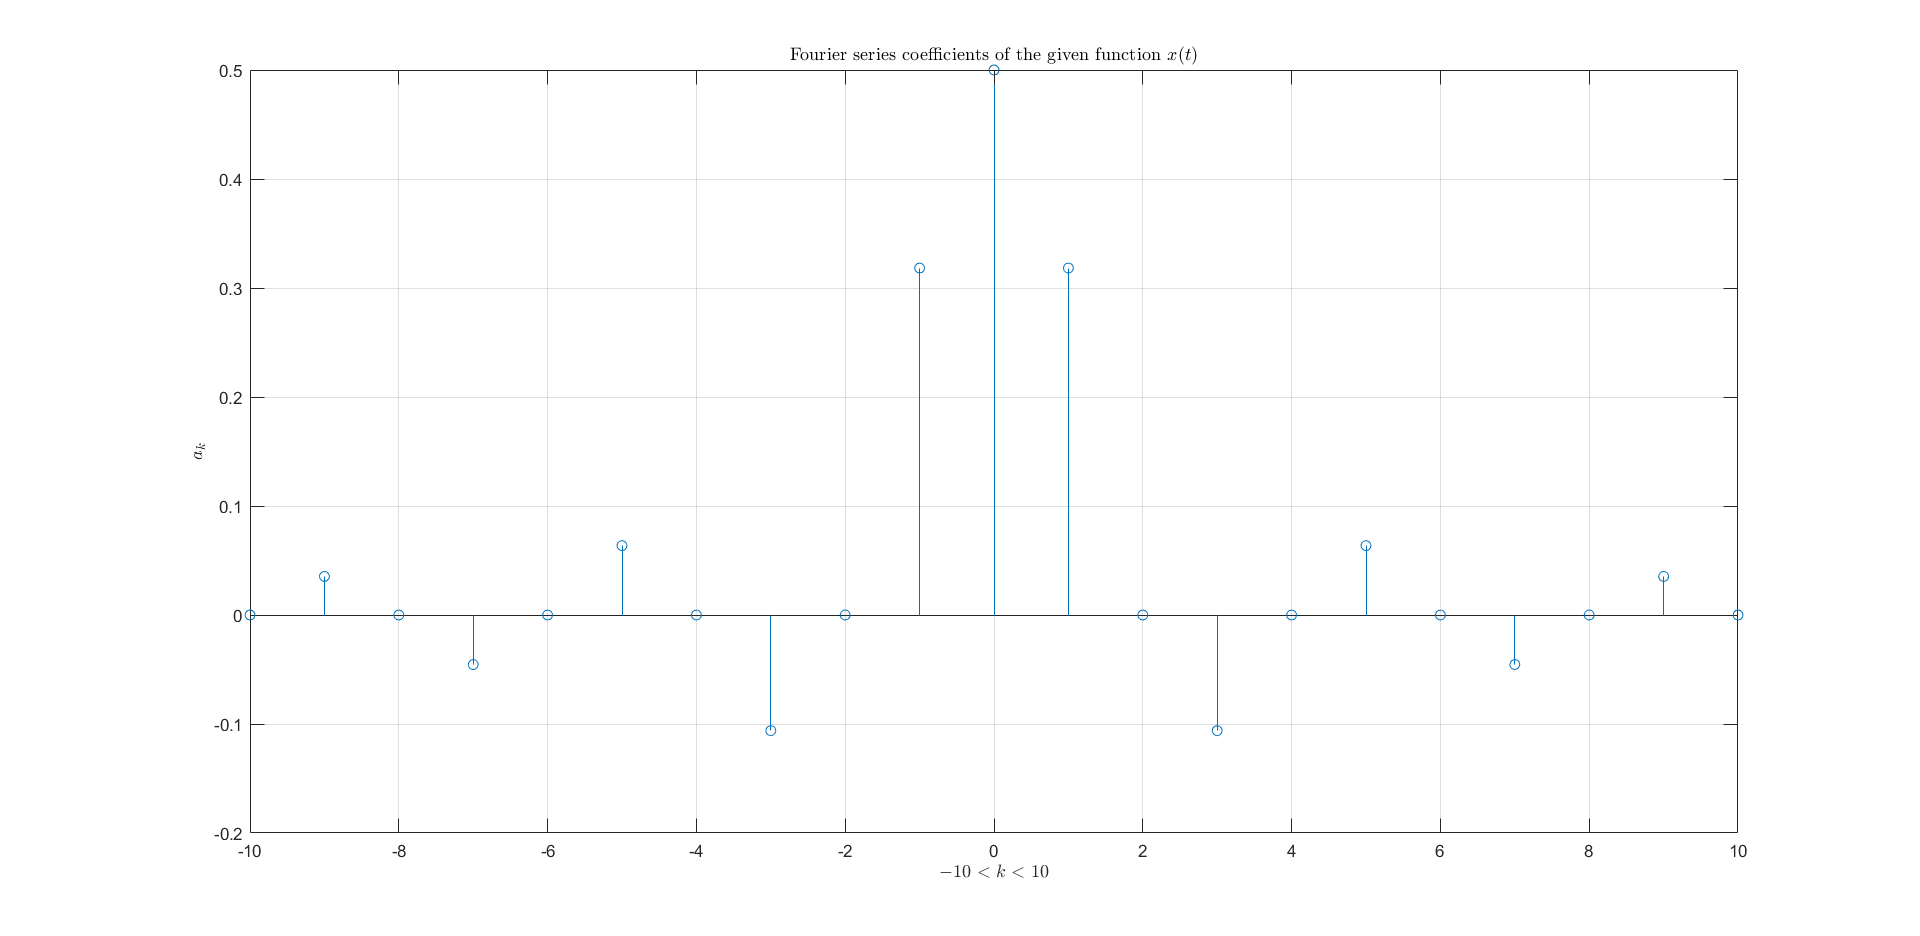 Fourier series coefficients of the given function x(t)
0.5
0.4
0.3
0.2
0.1
0
-0.1
-0.2
a_k
-10 -8 -6 -4 -2 0 2 4 6 8 10
−10 < k < 10